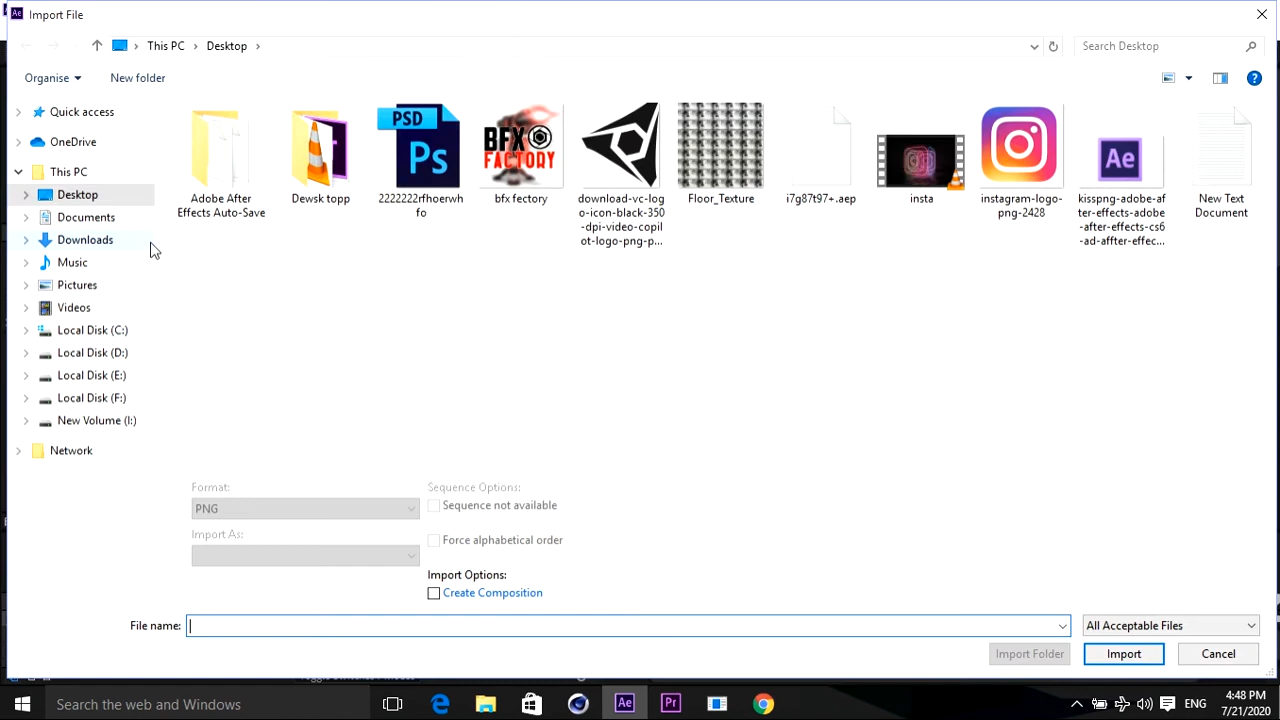 Ae Import File
This PC Desktop
Search Desktop
Organise
New folder
Quick access
OneDrive
This PC
Desktop
Documents
Downloads
Music
Pictures
Videos
Local Disk (C:)
Local Disk (D:)
Local Disk (E:)
Local Disk (F:)
New Volume (I:)
Network
Adobe After
Effects Auto-Save
Dewsk topp
PSD
Ps
2222222rfhoerwh
fo
BFX
FACTORY
bfx fectory
download-vc-log
o-icon-black-350
-dpi-video-copil
ot-logo-png-p...
Floor_Texture
i7g87t97+.aep
insta
instagram-logo-
png-2428
Ae
kisspng-adobe-af
ter-effects-adobe
-after-effects-cs6
-ad-affter-effec...
New Text
Document
Format:
PNG
Import As:
Sequence Options:
Sequence not available
Force alphabetical order
Import Options:
Create Composition
File name:
All Acceptable Files
Import Folder
Import
Cancel
Search the web and Windows
Ae
Pr
ENG
4:48 PM
7/21/2020